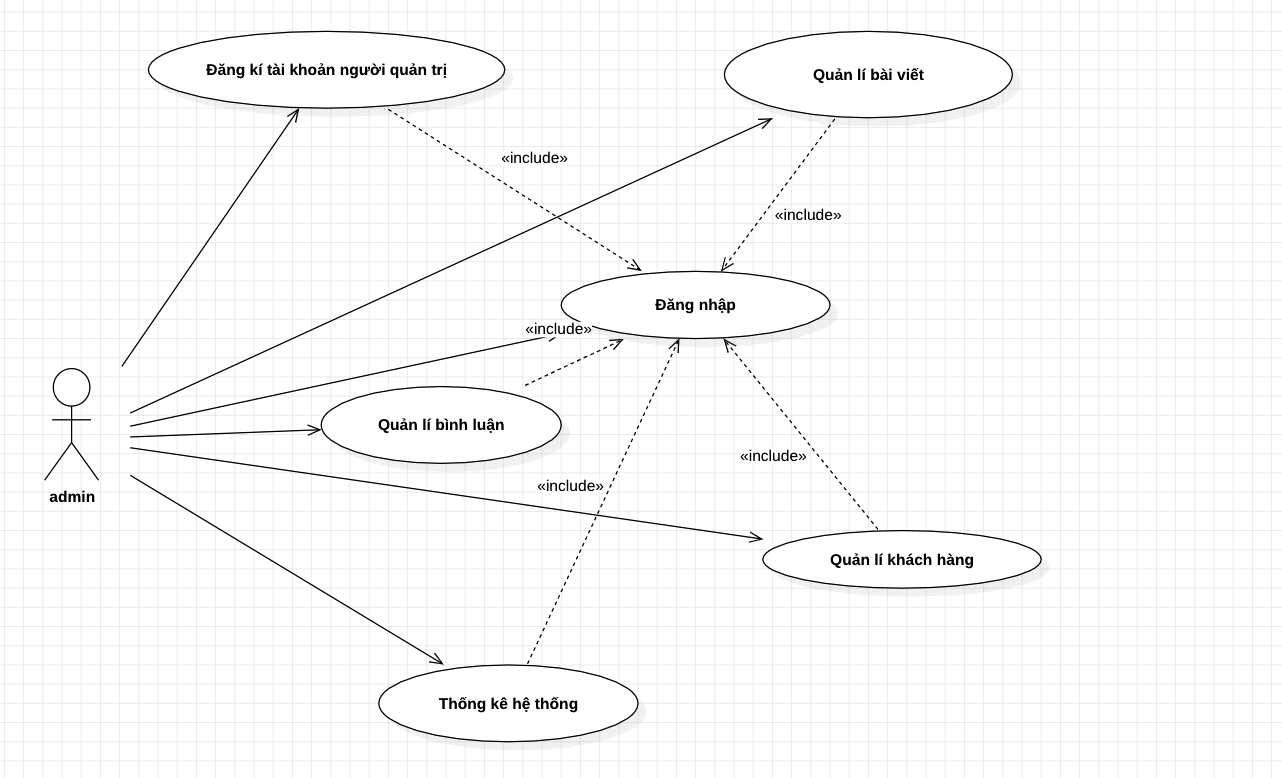 Đăng kí tài khoản người quản trị
Quản lí bài viết
«include»
«include»
Đăng nhập
«include»
Quản lí bình luận
«include»
«include»
admin
Quản lí khách hàng
Thống kê hệ thống